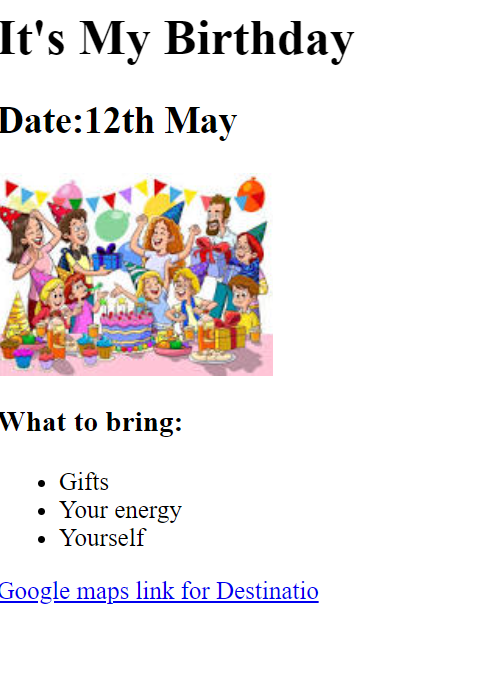 It's My Birthday
Date:12th May
What to bring:
Gifts
Your energy
Yourself
Google maps link for Destinatio